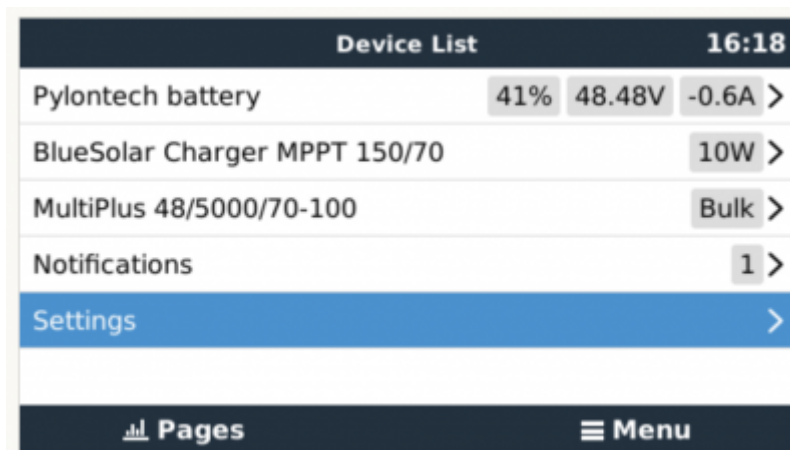 Device List 16:18
Pylontech battery 41% 48.48V -0.6A
BlueSolar Charger MPPT 150/70 10W
MultiPlus 48/5000/70-100 Bulk
Notifications 1
Settings
Pages Menu